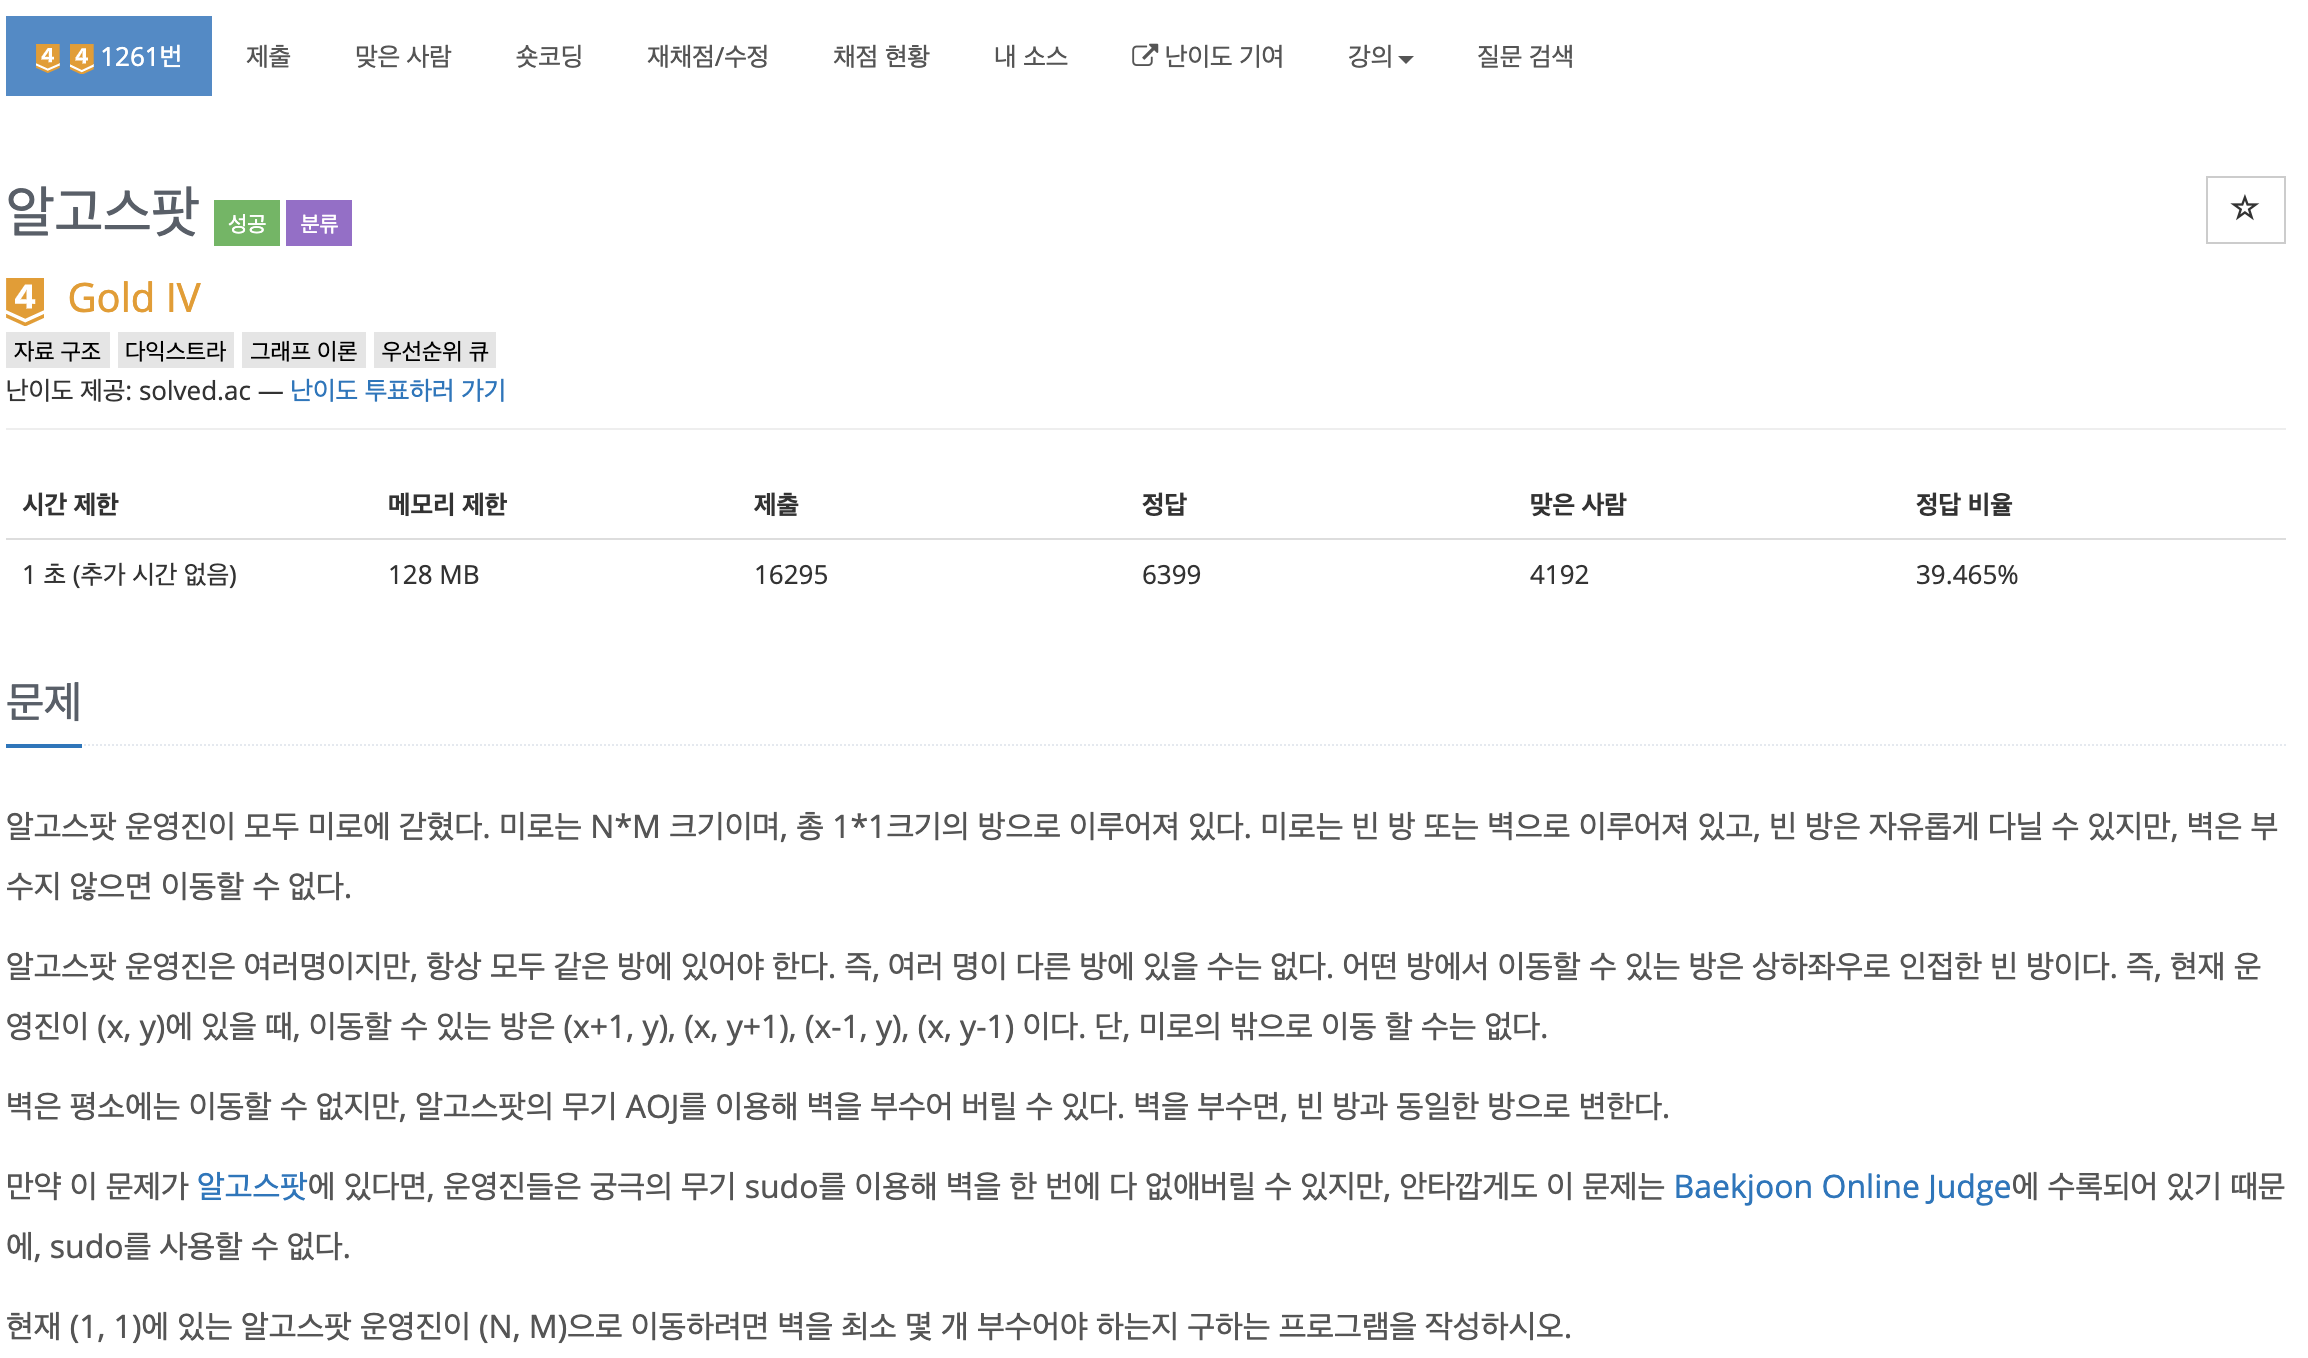 4 4 1261번 제출 맞은 사람 숏코딩 재채점/수정 채점 현황 내 소스 난이도 기여 강의 질문 검색
알고스팟 성공 분류
4 Gold IV
자료 구조 다익스트라 그래프 이론 우선순위 큐
난이도 제공: solved.ac — 난이도 투표하러 가기
시간 제한 메모리 제한 제출 정답 맞은 사람 정답 비율
1 초 (추가 시간 없음) 128 MB 16295 6399 4192 39.465%
문제
알고스팟 운영진이 모두 미로에 갇혔다. 미로는 N*M 크기이며, 총 1*1크기의 방으로 이루어져 있다. 미로는 빈 방 또는 벽으로 이루어져 있고, 빈 방은 자유롭게 다닐 수 있지만, 벽은 부
수지 않으면 이동할 수 없다.
알고스팟 운영진은 여러명이지만, 항상 모두 같은 방에 있어야 한다. 즉, 여러 명이 다른 방에 있을 수는 없다. 어떤 방에서 이동할 수 있는 방은 상하좌우로 인접한 빈 방이다. 즉, 현재 운
영진이 (x, y)에 있을 때, 이동할 수 있는 방은 (x+1, y), (x, y+1), (x-1, y), (x, y-1) 이다. 단, 미로의 밖으로 이동 할 수는 없다.
벽은 평소에는 이동할 수 없지만, 알고스팟의 무기 AOJ를 이용해 벽을 부수어 버릴 수 있다. 벽을 부수면, 빈 방과 동일한 방으로 변한다.
만약 이 문제가 알고스팟에 있다면, 운영진들은 궁극의 무기 sudo를 이용해 벽을 한 번에 다 없애버릴 수 있지만, 안타깝게도 이 문제는 Baekjoon Online Judge에 수록되어 있기 때문
에, sudo를 사용할 수 없다.
현재 (1, 1)에 있는 알고스팟 운영진이 (N, M)으로 이동하려면 벽을 최소 몇 개 부수어야 하는지 구하는 프로그램을 작성하시오.